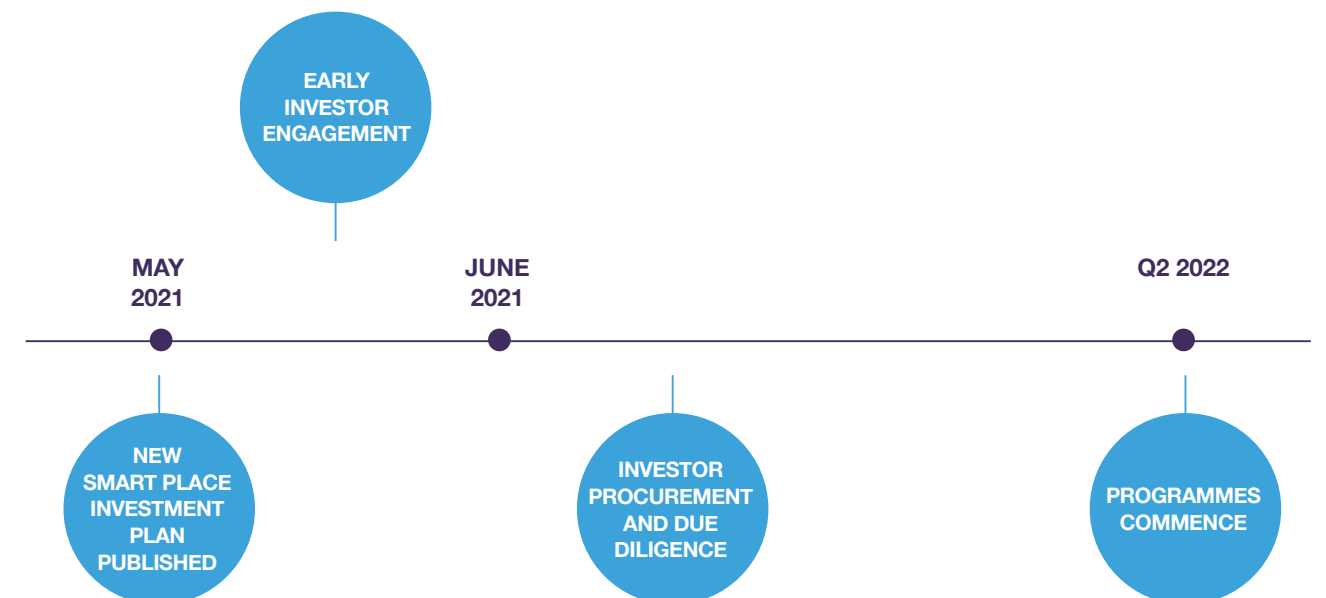 EARLY
INVESTOR
ENGAGEMENT
MAY
2021
JUNE
2021
Q2 2022
NEW
SMART PLACE
INVESTMENT
PLAN
PUBLISHED
INVESTOR
PROCUREMENT
AND DUE
DILIGENCE
PROGRAMMES
COMMENCE